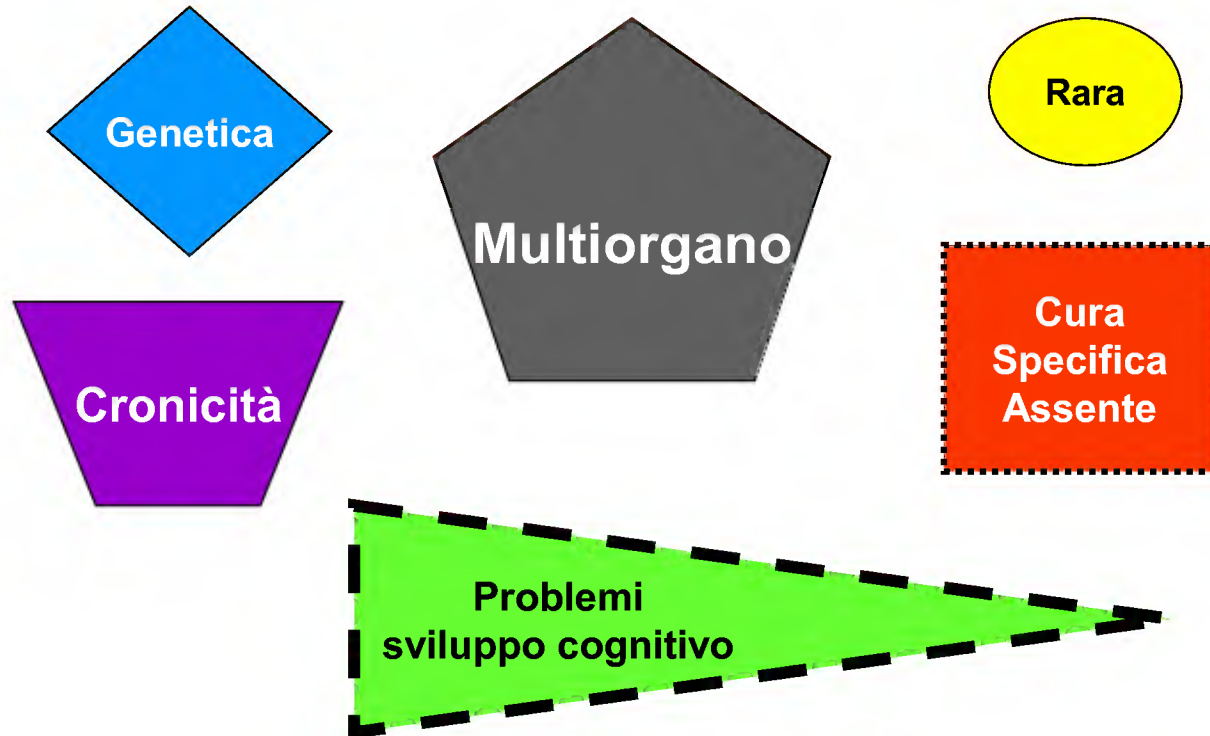 Genetica
Multiorgano
Rara
Cronicità
Cura
Specifica
Assente
Problemi
sviluppo cognitivo